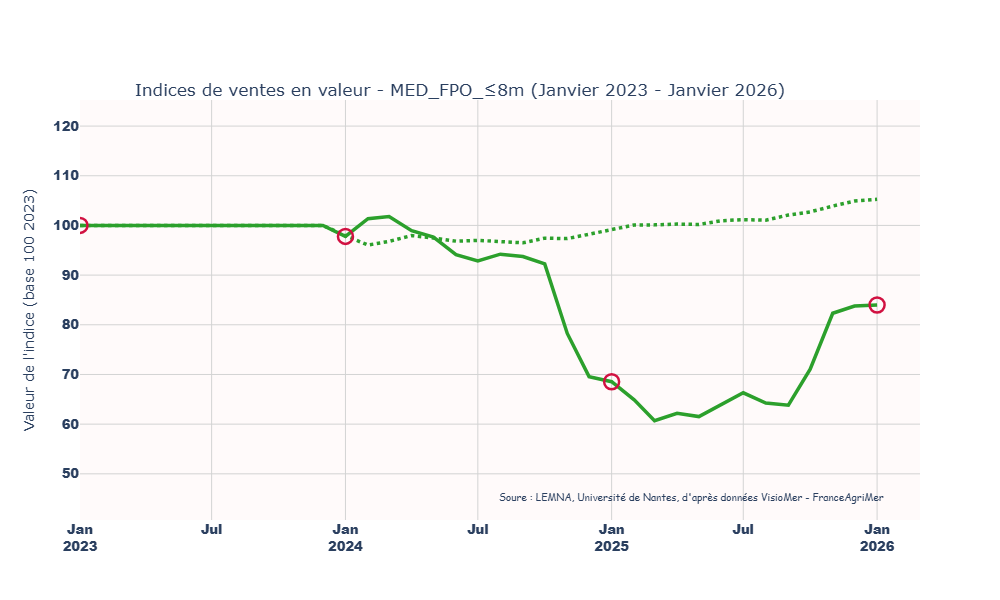 Indices de ventes en valeur - MED_FPO_≤8m (Janvier 2023 - Janvier 2026)
Valeur de l'indice (base 100 2023)
120
110
100
90
80
70
60
50
Soure : LEMNA, Université de Nantes, d'après données VisioMer - FranceAgriMer
Jan Jul Jan Jul Jan Jul Jan
2023 2024 2025 2026